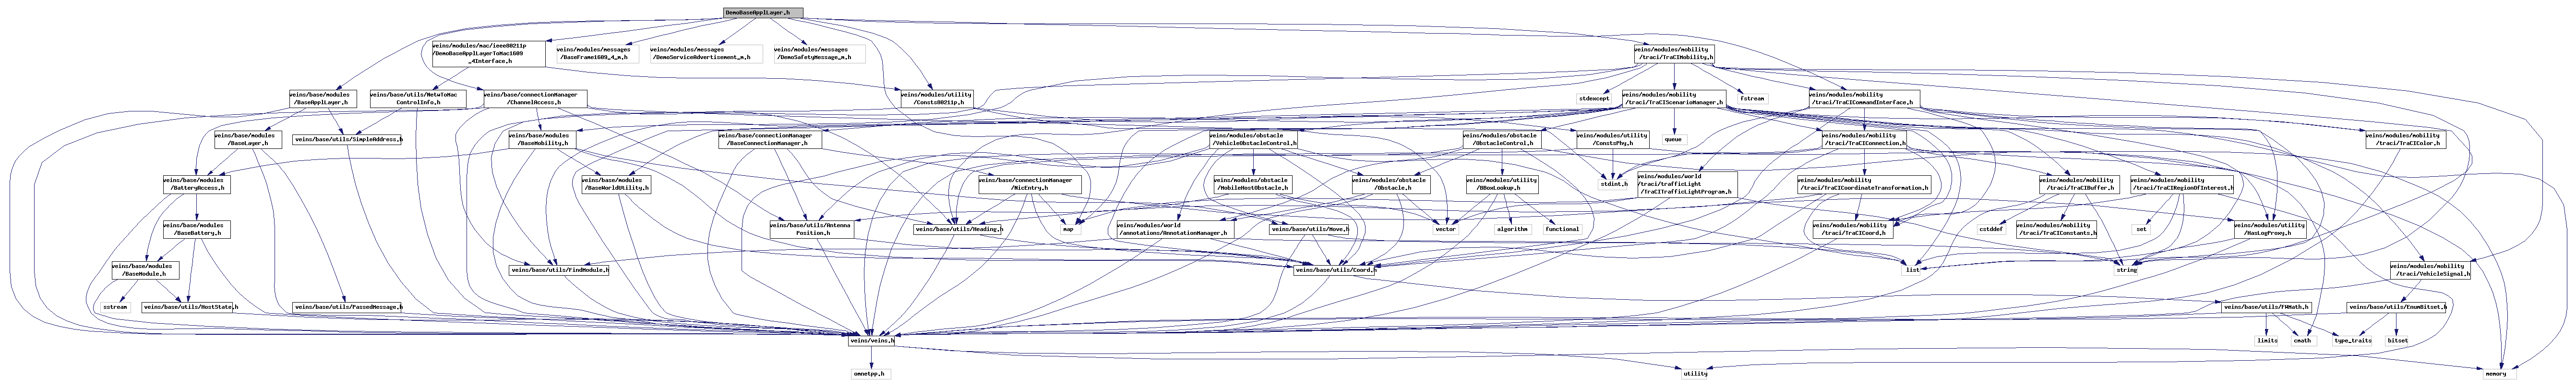 DemoBaseApplLayer.h
veins/modules/mac/ieee80211p
/DemoBaseApplLayerToMac1609
_4Interface.h
veins/modules/messages
/BaseFrame1609_4_m.h
veins/modules/messages
/DemoServiceAdvertisement_m.h
veins/modules/messages
/DemoSafetyMessage_m.h
veins/modules/mobility
/traci/TraCIMobility.h
veins/base/modules
/BaseApplLayer.h
veins/base/utils/NetwToMac
ControlInfo.h
veins/base/connectionManager
/ChannelAccess.h
veins/modules/utility
/Consts80211p.h
stdexcept
veins/modules/mobility
/traci/TraCIScenarioManager.h
fstream
veins/modules/mobility
/traci/TraCICommandInterface.h
veins/base/modules
/BaseLayer.h
veins/base/utils/SimpleAddress.h
veins/base/modules
/BaseMobility.h
veins/base/connectionManager
/BaseConnectionManager.h
veins/modules/utility
/ConstsPhy.h
queue
veins/modules/obstacle
/VehicleObstacleControl.h
veins/modules/obstacle
/ObstacleControl.h
veins/modules/mobility
/traci/TraCIConnection.h
veins/modules/mobility
/traci/TraCIColor.h
veins/base/modules
/BatteryAccess.h
veins/base/modules
/BaseWorldUtility.h
veins/base/connectionManager
/NicEntry.h
stdint.h
veins/modules/obstacle
/MobileHostObstacle.h
veins/modules/obstacle
/Obstacle.h
veins/modules/utility
/BBoxLookup.h
veins/modules/world
/traci/trafficLight
/TraCITrafficLightProgram.h
veins/modules/mobility
/traci/TraCICoordinateTransformation.h
veins/modules/mobility
/traci/TraCIBuffer.h
veins/modules/mobility
/traci/TraCIRegionOfInterest.h
veins/base/modules
/BaseBattery.h
veins/base/utils/Antenna
Position.h
veins/base/utils/Heading.h
map
veins/modules/world
/annotations/AnnotationManager.h
veins/base/utils/Move.h
vector
algorithm
functional
veins/modules/mobility
/traci/TraCICoord.h
cstddef
veins/modules/mobility
/traci/TraCIConstants.h
set
veins/modules/utility
/HasLogProxy.h
veins/base/modules
/BaseModule.h
veins/base/utils/FindModule.h
veins/base/utils/Coord.h
list
string
veins/modules/mobility
/traci/VehicleSignal.h
sstream
veins/base/utils/HostState.h
veins/base/utils/PassedMessage.h
veins/base/utils/FWMath.h
veins/base/utils/EnumBitset.h
veins/veins.h
limits
cmath
type_traits
bitset
omnetpp.h
utility
memory